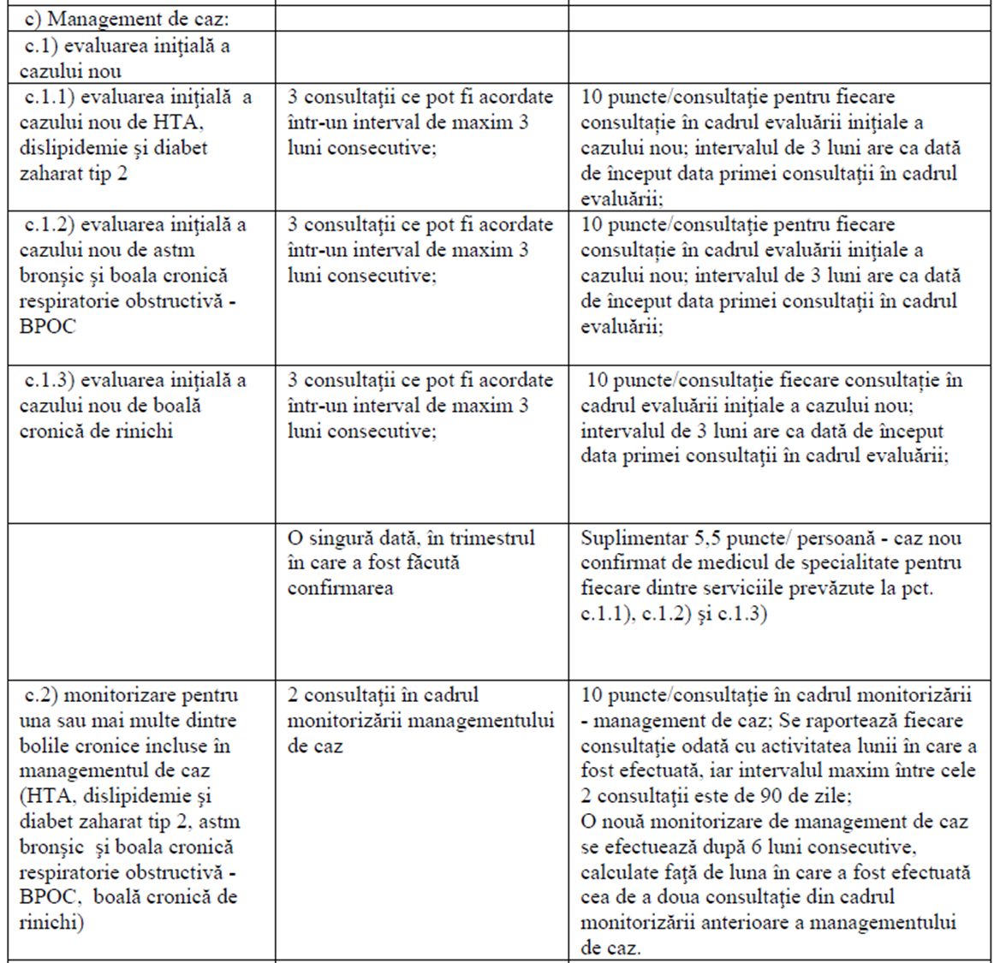 c) Management de caz:
c.1) evaluarea iniţială a
cazului nou
c.1.1) evaluarea iniţială a
cazului nou de HTA,
dislipidemie şi diabet
zaharat tip 2
3 consultaţii ce pot fi acordate
într-un interval de maxim 3
luni consecutive;
10 puncte/consultaţie pentru fiecare
consultație în cadrul evaluării iniţiale a
cazului nou; intervalul de 3 luni are ca dată
de început data primei consultaţii în cadrul
evaluării;
c.1.2) evaluarea iniţială a
cazului nou de astm
bronşic şi boala cronică
respiratorie obstructivă -
BPOC
3 consultaţii ce pot fi acordate
într-un interval de maxim 3
luni consecutive;
10 puncte/consultaţie pentru fiecare
consultație în cadrul evaluării iniţiale a
cazului nou; intervalul de 3 luni are ca dată
de început data primei consultaţii în cadrul
evaluării;
c.1.3) evaluarea iniţială a
cazului nou de boală
cronică de rinichi
3 consultaţii ce pot fi acordate
într-un interval de maxim 3
luni consecutive;
10 puncte/consultaţie fiecare consultație în
cadrul evaluării iniţiale a cazului nou;
intervalul de 3 luni are ca dată de început
data primei consultaţii în cadrul evaluării;
O singură dată, în trimestrul
în care a fost făcută
confirmarea
Suplimentar 5,5 puncte/ persoană - caz nou
confirmat de medicul de specialitate pentru
fiecare dintre serviciile prevăzute la pct.
c.1.1), c.1.2) şi c.1.3)
c.2) monitorizare pentru
una sau mai multe dintre
bolile cronice incluse în
managementul de caz
(HTA, dislipidemie şi
diabet zaharat tip 2, astm
bronşic şi boala cronică
respiratorie obstructivă -
BPOC, boală cronică de
rinichi)
2 consultaţii în cadrul
monitorizării managementului
de caz
10 puncte/consultaţie în cadrul monitorizării
- management de caz; Se raportează fiecare
consultaţie odată cu activitatea lunii în care a
fost efectuată, iar intervalul maxim între cele
2 consultaţii este de 90 de zile;
O nouă monitorizare de management de caz
se efectuează după 6 luni consecutive,
calculate faţă de luna în care a fost efectuată
cea de a doua consultaţie din cadrul
monitorizării anterioare a managementului
de caz.